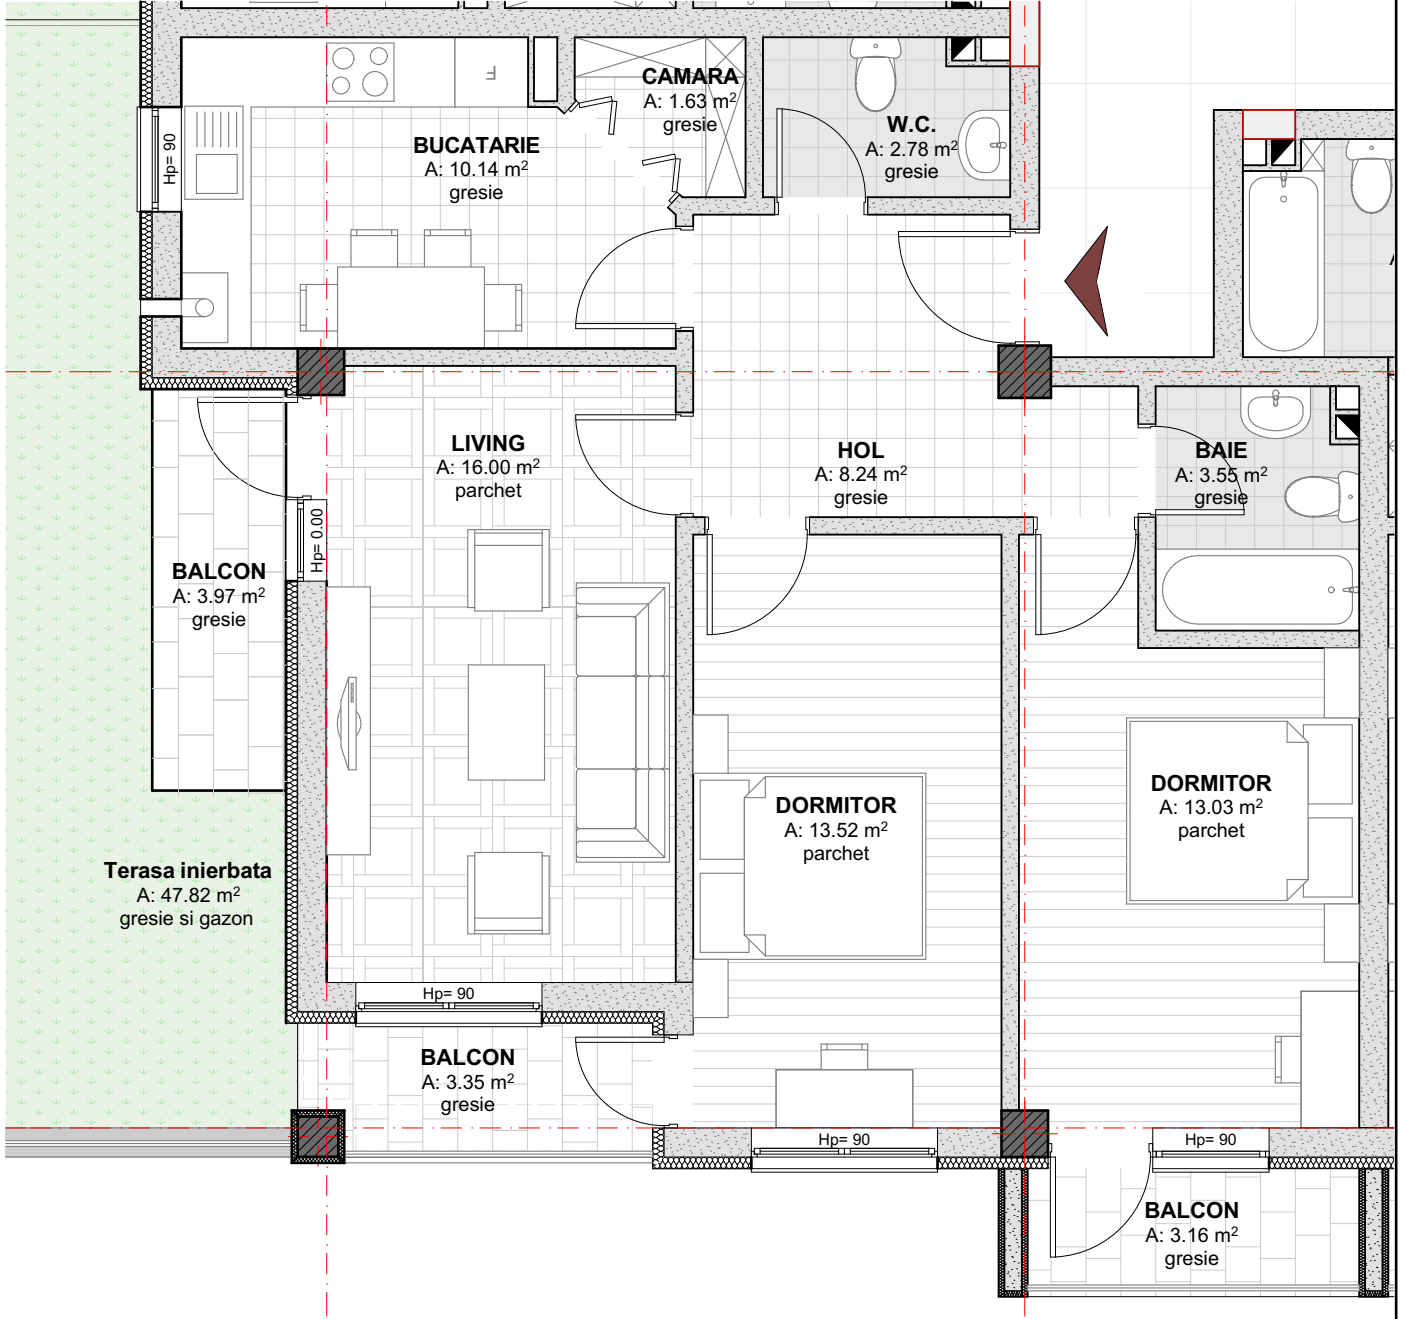 F
CAMARA
A: 1.63 m²
gresie
W.C.
A: 2.78 m²
gresie
BUCATARIE
A: 10.14 m²
gresie
Hp= 90
LIVING
A: 16.00 m²
parchet
HOL
A: 8.24 m²
gresie
BAIE
A: 3.55 m²
gresie
Hp= 0.00
BALCON
A: 3.97 m²
gresie
DORMITOR
A: 13.52 m²
parchet
DORMITOR
A: 13.03 m²
parchet
Terasa inierbata
A: 47.82 m²
gresie si gazon
Hp= 90
BALCON
A: 3.35 m²
gresie
Hp= 90
Hp= 90
BALCON
A: 3.16 m²
gresie